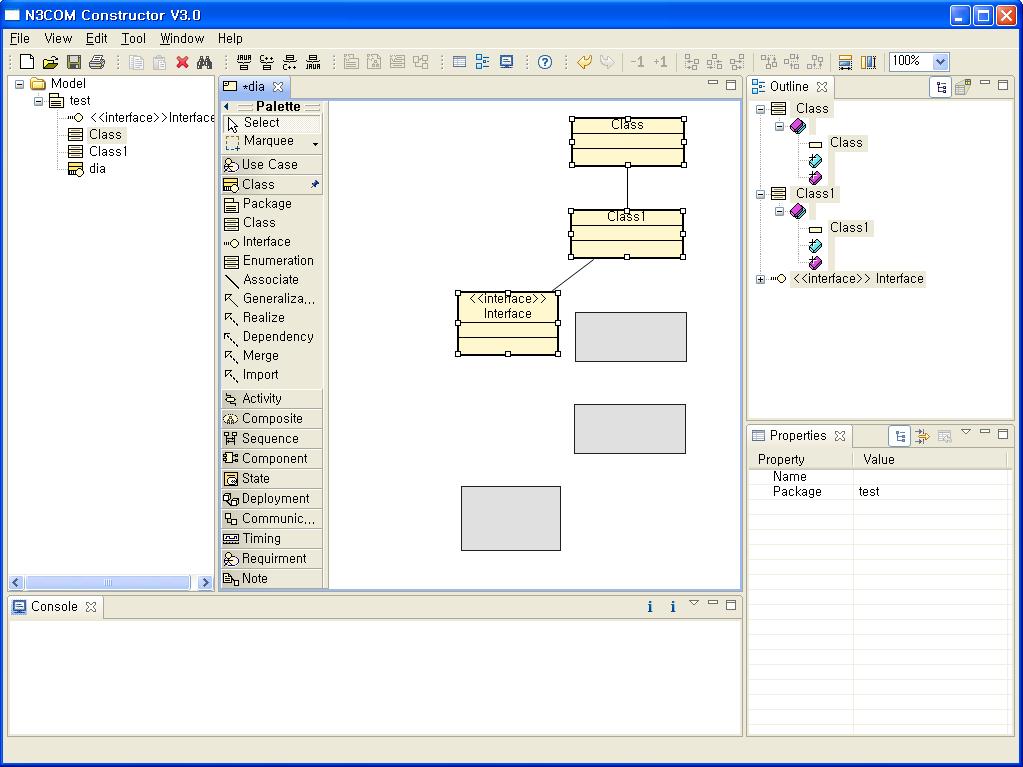 N3COM Constructor V3.0
File View Edit Tool Window Help
-1 +1 100%
Model
test
<<interface>>Interface
Class
Class1
dia
*dia
Palette
Select
Marquee
Use Case
Class
Package
Class
Interface
Enumeration
Associate
Generaliza...
Realize
Dependency
Merge
Import
Activity
Composite
Sequence
Component
State
Deployment
Communic...
Timing
Requirment
Note
Class
Class1
<<interface>>
Interface
Outline
Class
Class
Class1
Class1
<<interface>> Interface
Properties
Property Value
Name
Package test
Console